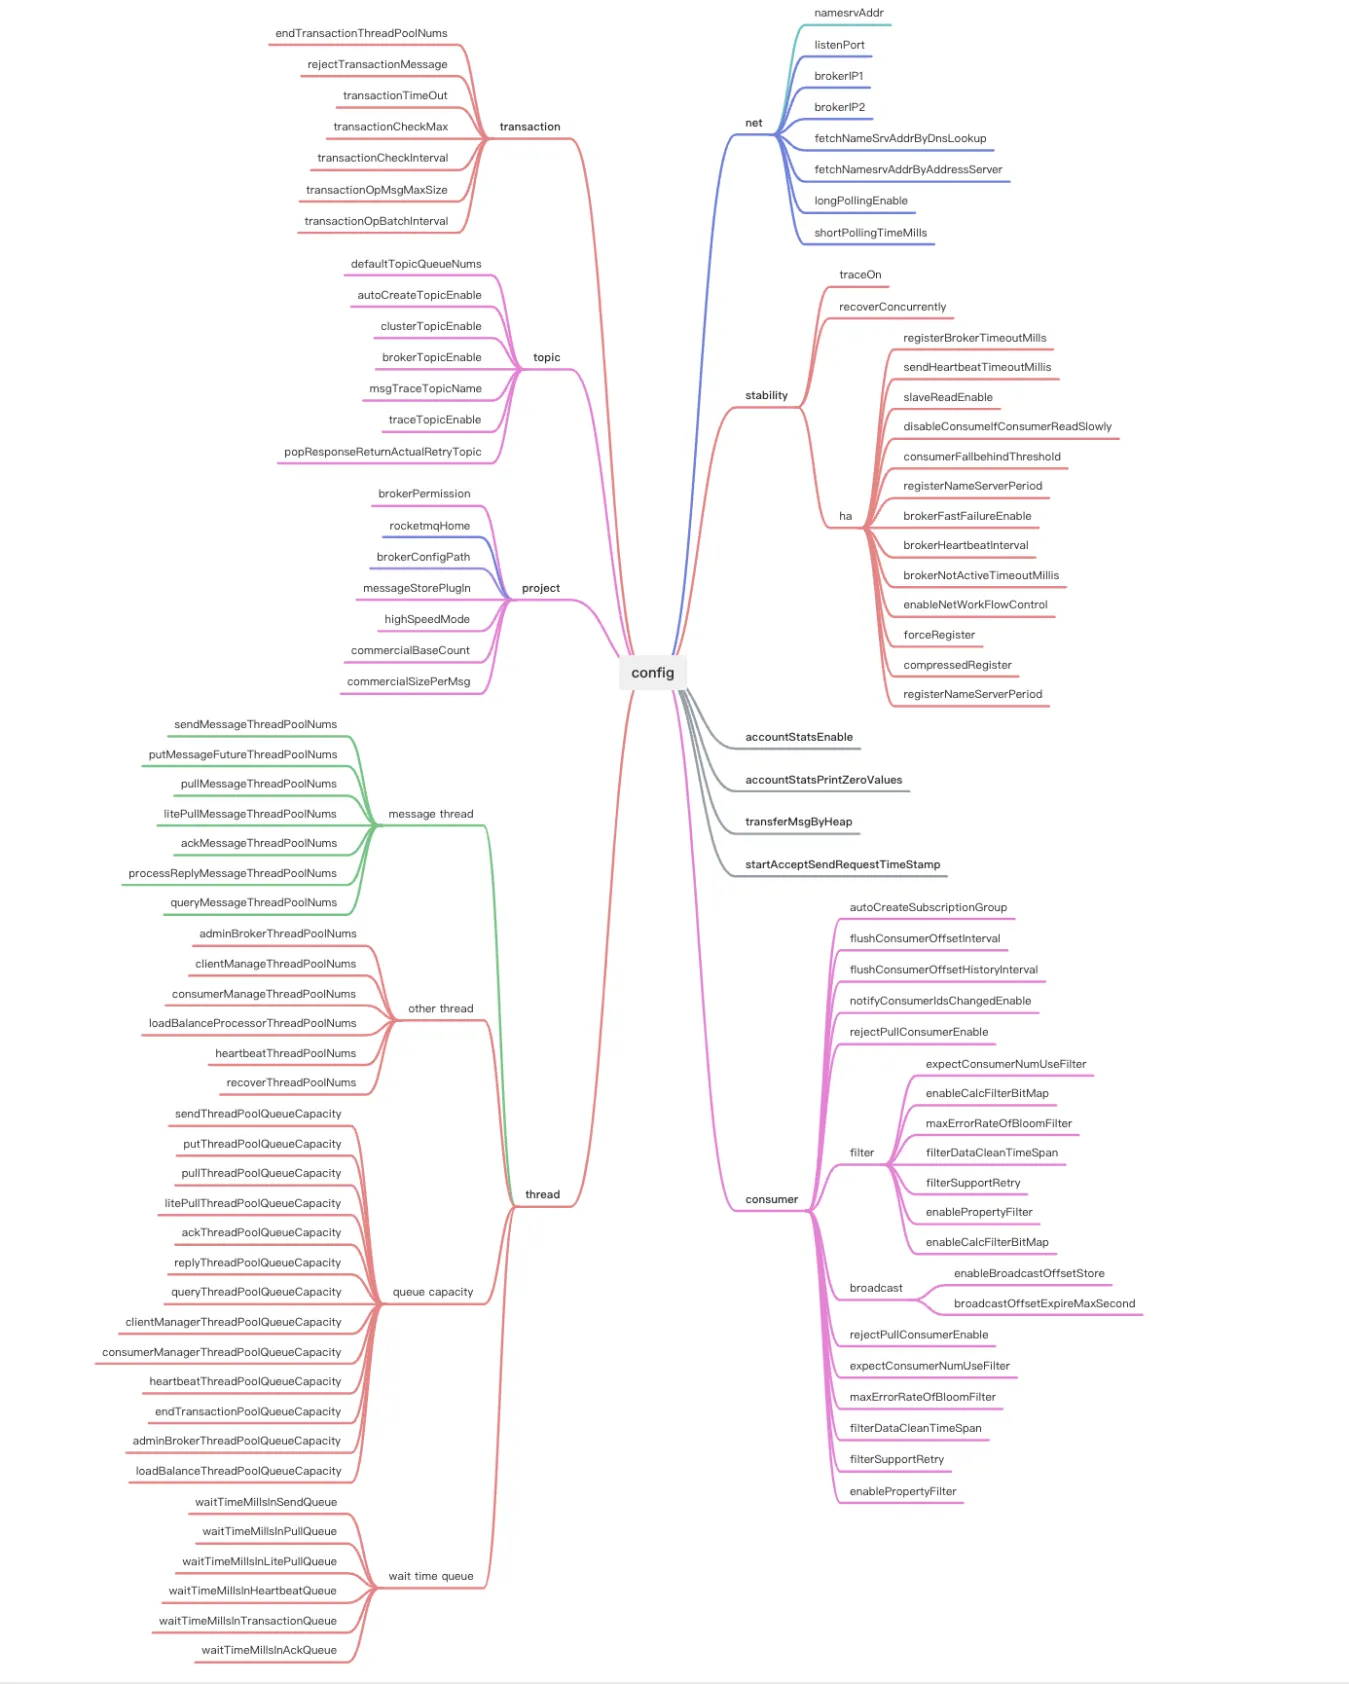 config
transaction
endTransactionThreadPoolNums
rejectTransactionMessage
transactionTimeOut
transactionCheckMax
transactionCheckInterval
transactionOpMsgMaxSize
transactionOpBatchInterval
topic
defaultTopicQueueNums
autoCreateTopicEnable
clusterTopicEnable
brokerTopicEnable
msgTraceTopicName
traceTopicEnable
popResponseReturnActualRetryTopic
project
brokerPermission
rocketmqHome
brokerConfigPath
messageStorePlugIn
highSpeedMode
commercialBaseCount
commercialSizePerMsg
thread
message thread
sendMessageThreadPoolNums
putMessageFutureThreadPoolNums
pullMessageThreadPoolNums
litePullMessageThreadPoolNums
ackMessageThreadPoolNums
processReplyMessageThreadPoolNums
queryMessageThreadPoolNums
other thread
adminBrokerThreadPoolNums
clientManageThreadPoolNums
consumerManageThreadPoolNums
loadBalanceProcessorThreadPoolNums
heartbeatThreadPoolNums
recoverThreadPoolNums
queue capacity
sendThreadPoolQueueCapacity
putThreadPoolQueueCapacity
pullThreadPoolQueueCapacity
litePullThreadPoolQueueCapacity
ackThreadPoolQueueCapacity
replyThreadPoolQueueCapacity
queryThreadPoolQueueCapacity
clientManagerThreadPoolQueueCapacity
consumerManagerThreadPoolQueueCapacity
heartbeatThreadPoolQueueCapacity
endTransactionPoolQueueCapacity
adminBrokerThreadPoolQueueCapacity
loadBalanceThreadPoolQueueCapacity
wait time queue
waitTimeMillsInSendQueue
waitTimeMillsInPullQueue
waitTimeMillsInLitePullQueue
waitTimeMillsInHeartbeatQueue
waitTimeMillsInTransactionQueue
waitTimeMillsInAckQueue
net
namesrvAddr
listenPort
brokerIP1
brokerIP2
fetchNameSrvAddrByDnsLookup
fetchNamesrvAddrByAddressServer
longPollingEnable
shortPollingTimeMills
stability
traceOn
recoverConcurrently
ha
registerBrokerTimeoutMills
sendHeartbeatTimeoutMillis
slaveReadEnable
disableConsumeIfConsumerReadSlowly
consumerFallbehindThreshold
registerNameServerPeriod
brokerFastFailureEnable
brokerHeartbeatInterval
brokerNotActiveTimeoutMillis
enableNetWorkFlowControl
forceRegister
compressedRegister
registerNameServerPeriod
accountStatsEnable
accountStatsPrintZeroValues
transferMsgByHeap
startAcceptSendRequestTimeStamp
consumer
autoCreateSubscriptionGroup
flushConsumerOffsetInterval
flushConsumerOffsetHistoryInterval
notifyConsumerIdsChangedEnable
rejectPullConsumerEnable
filter
expectConsumerNumUseFilter
enableCalcFilterBitMap
maxErrorRateOfBloomFilter
filterDataCleanTimeSpan
filterSupportRetry
enablePropertyFilter
enableCalcFilterBitMap
broadcast
enableBroadcastOffsetStore
broadcastOffsetExpireMaxSecond
rejectPullConsumerEnable
expectConsumerNumUseFilter
maxErrorRateOfBloomFilter
filterDataCleanTimeSpan
filterSupportRetry
enablePropertyFilter